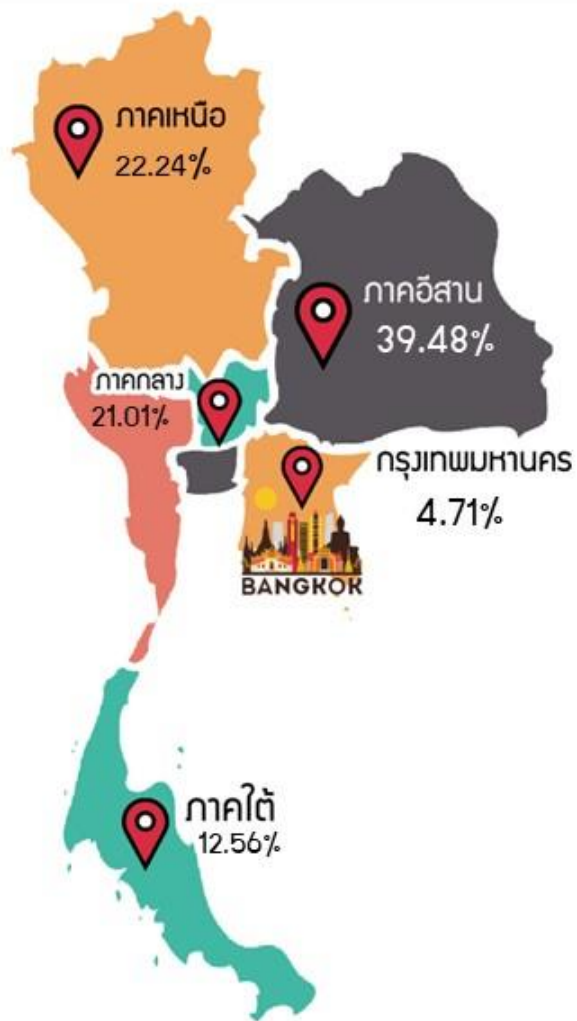 ภาคเหนือ
22.24%
ภาคอีสาน
39.48%
ภาคกลาง
21.01%
กรุงเทพมหานคร
4.71%
BANGKOK
ภาคใต้
12.56%